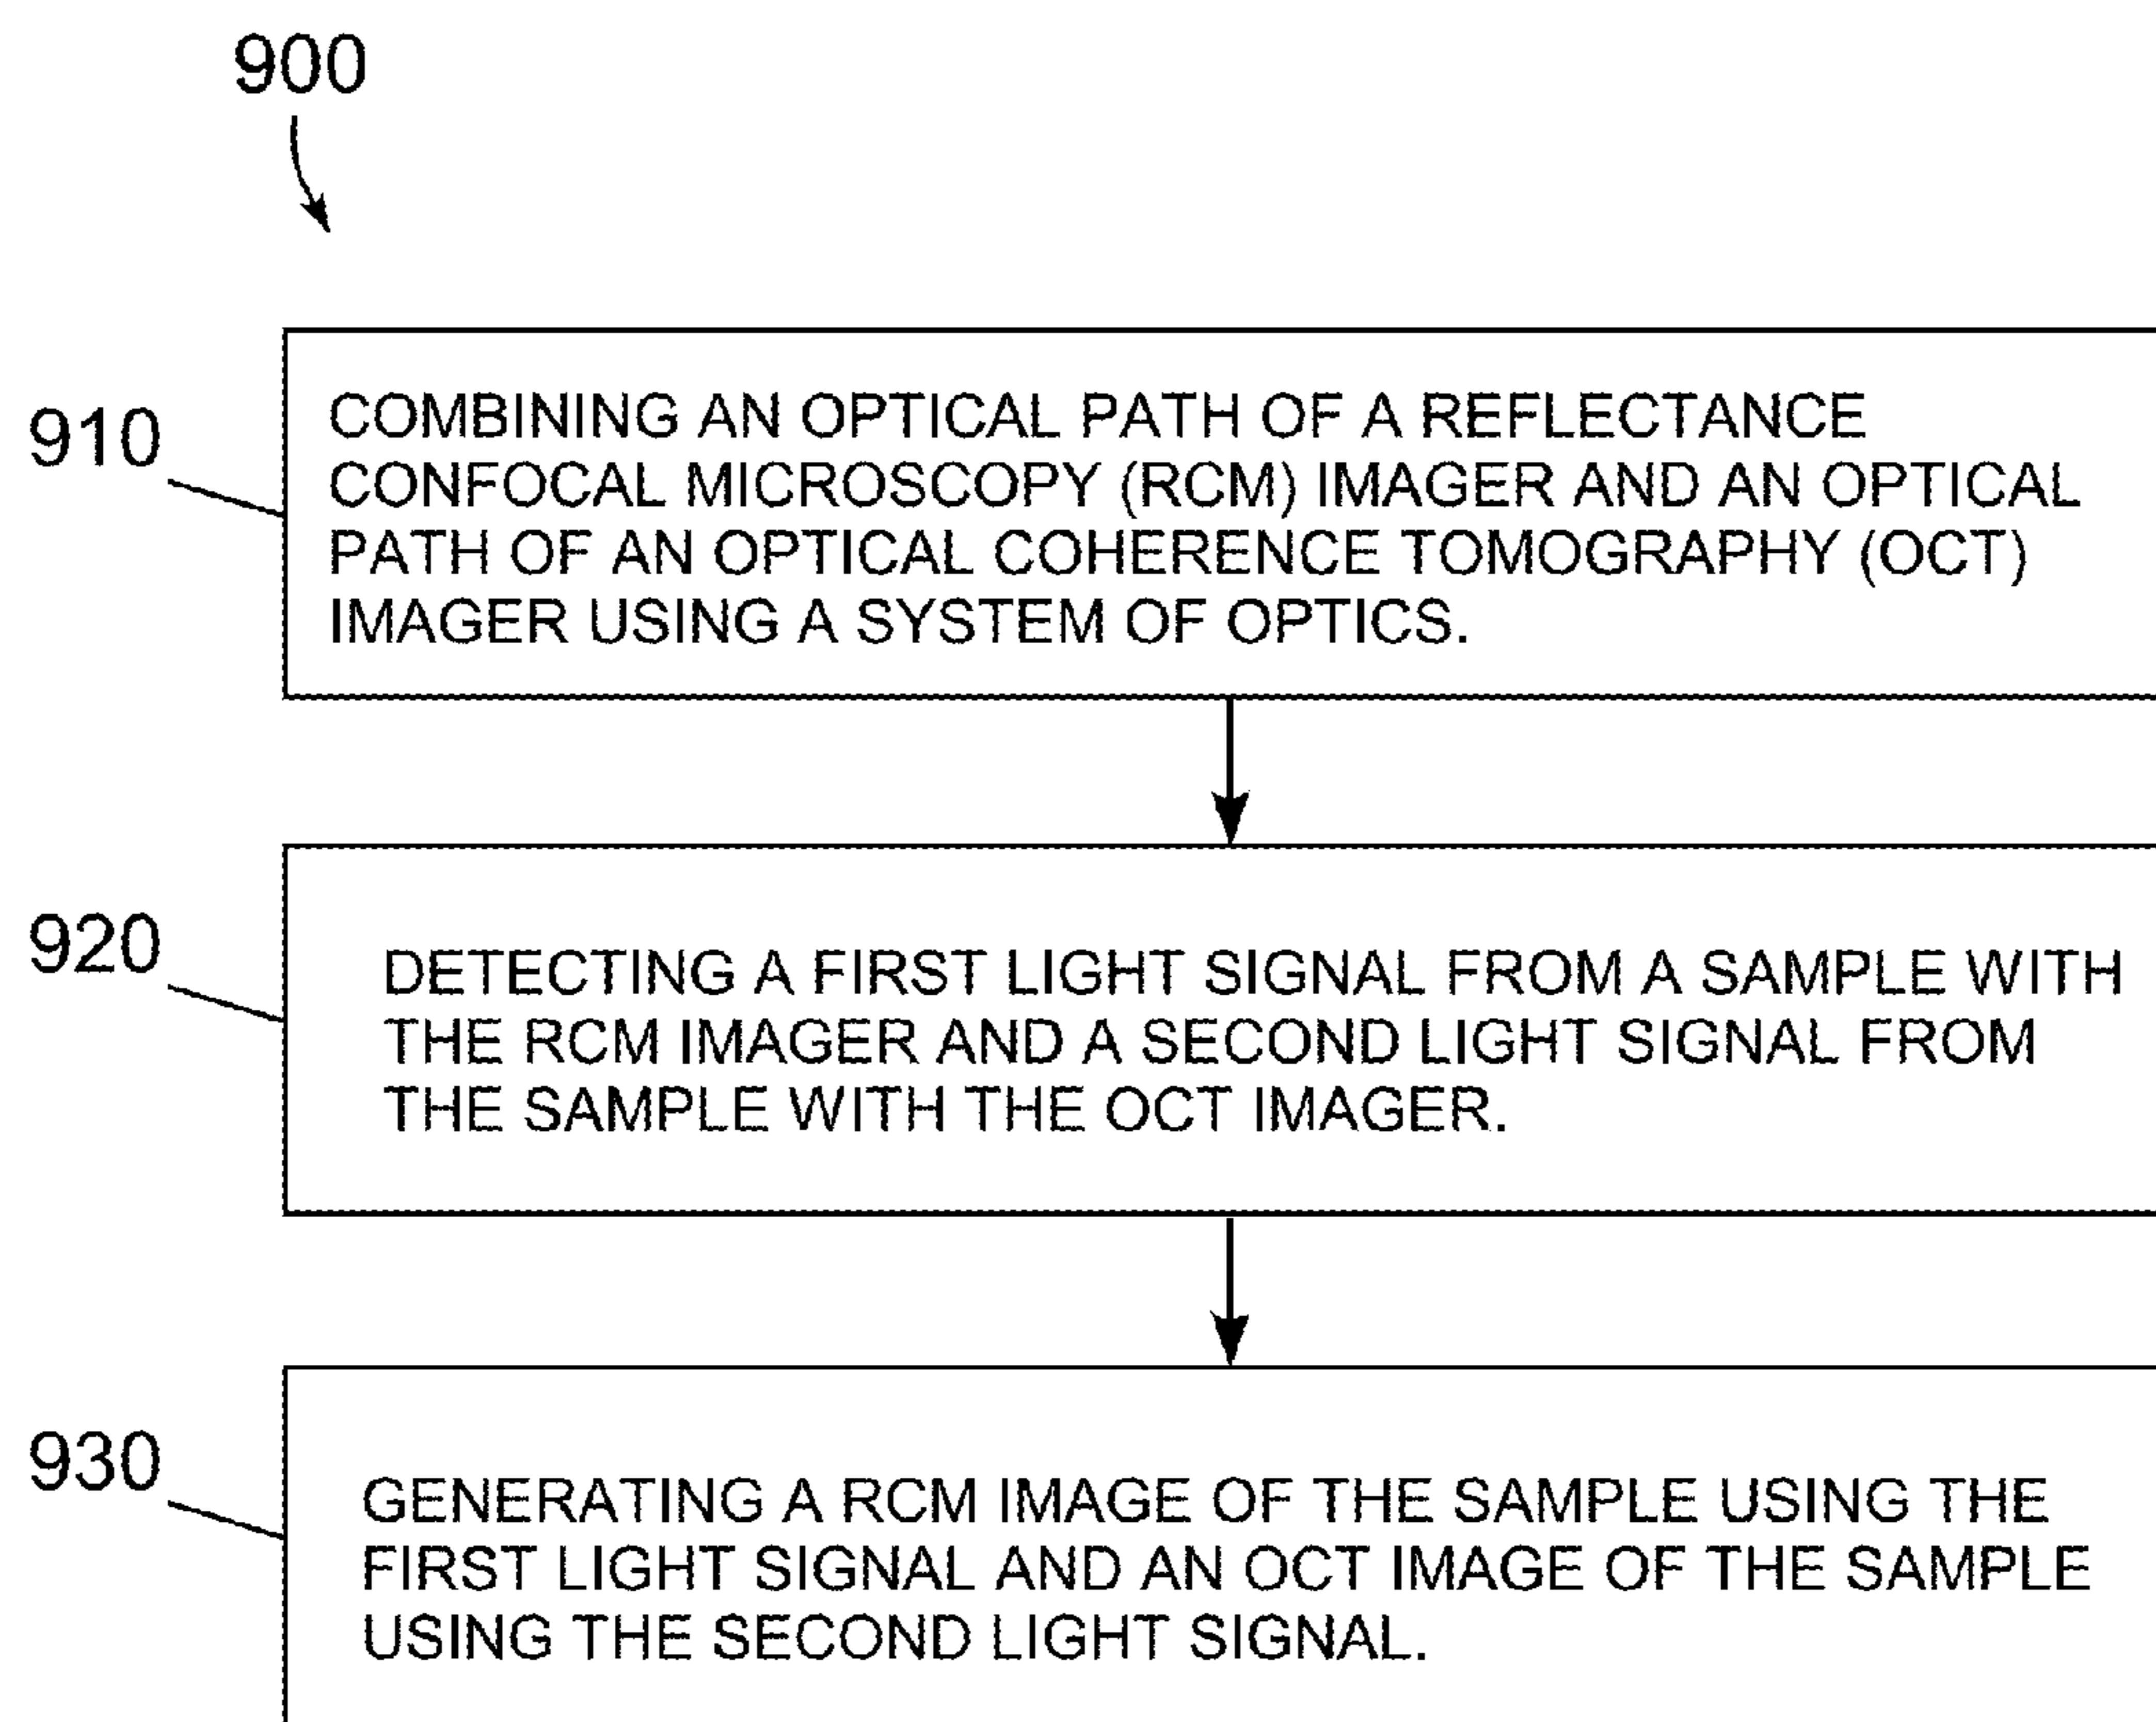 900
910
COMBINING AN OPTICAL PATH OF A REFLECTANCE
CONFOCAL MICROSCOPY (RCM) IMAGER AND AN OPTICAL
PATH OF AN OPTICAL COHERENCE TOMOGRAPHY (OCT)
IMAGER USING A SYSTEM OF OPTICS.
920
DETECTING A FIRST LIGHT SIGNAL FROM A SAMPLE WITH
THE RCM IMAGER AND A SECOND LIGHT SIGNAL FROM
THE SAMPLE WITH THE OCT IMAGER.
930
GENERATING A RCM IMAGE OF THE SAMPLE USING THE
FIRST LIGHT SIGNAL AND AN OCT IMAGE OF THE SAMPLE
USING THE SECOND LIGHT SIGNAL.